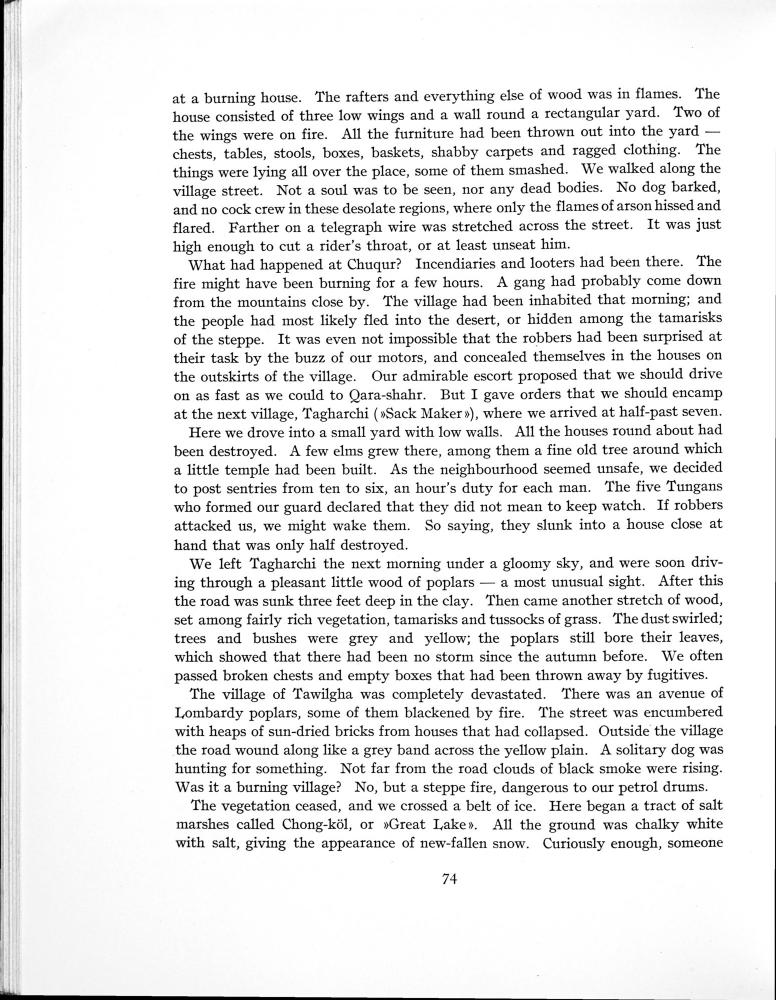 at a burning house. The rafters and everything else of wood was in flames. The
house consisted of three low wings and a wall round a rectangular yard. Two of
the wings were on fire. All the furniture had been thrown out into the yard —
chests, tables, stools, boxes, baskets, shabby carpets and ragged clothing. The
things were lying all over the place, some of them smashed. We walked along the
village street. Not a soul was to be seen, nor any dead bodies. No dog barked,
and no cock crew in these desolate regions, where only the flames of arson hissed and
flared. Farther on a telegraph wire was stretched across the street. It was just
high enough to cut a rider's throat, or at least unseat him.
What had happened at Chuqur? Incendiaries and looters had been there. The
fire might have been burning for a few hours. A gang had probably come down
from the mountains close by. The village had been inhabited that morning; and
the people had most likely fled into the desert, or hidden among the tamarisks
of the steppe. It was even not impossible that the robbers had been surprised at
their task by the buzz of our motors, and concealed themselves in the houses on
the outskirts of the village. Our admirable escort proposed that we should drive
on as fast as we could to Qara-shahr. But I gave orders that we should encamp
at the next village, Tagharchi (»Sack Maker»), where we arrived at half-past seven.
Here we drove into a small yard with low walls. All the houses round about had
been destroyed. A few elms grew there, among them a fine old tree around which
a little temple had been built. As the neighbourhood seemed unsafe, we decided
to post sentries from ten to six, an hour's duty for each man. The five Tungans
who formed our guard declared that they did not mean to keep watch. If robbers
attacked us, we might wake them. So saying, they slunk into a house close at
hand that was only half destroyed.
We left Tagharchi the next morning under a gloomy sky, and were soon driv-
ing through a pleasant little wood of poplars — a most unusual sight. After this
the road was sunk three feet deep in the clay. Then came another stretch of wood,
set among fairly rich vegetation, tamarisks and tussocks of grass. The dust swirled;
trees and bushes were grey and yellow; the poplars still bore their leaves,
which showed that there had been no storm since the autumn before. We often
passed broken chests and empty boxes that had been thrown away by fugitives.
The village of Tawilgha was completely devastated. There was an avenue of
Lombardy poplars, some of them blackened by fire. The street was encumbered
with heaps of sun-dried bricks from houses that had collapsed. Outside the village
the road wound along like a grey band across the yellow plain. A solitary dog was
hunting for something. Not far from the road clouds of black smoke were rising.
Was it a burning village? No, but a steppe fire, dangerous to our petrol drums.
The vegetation ceased, and we crossed a belt of ice. Here began a tract of salt
marshes called Chong-köl, or »Great Lake». All the ground was chalky white
with salt, giving the appearance of new-fallen snow. Curiously enough, someone
74